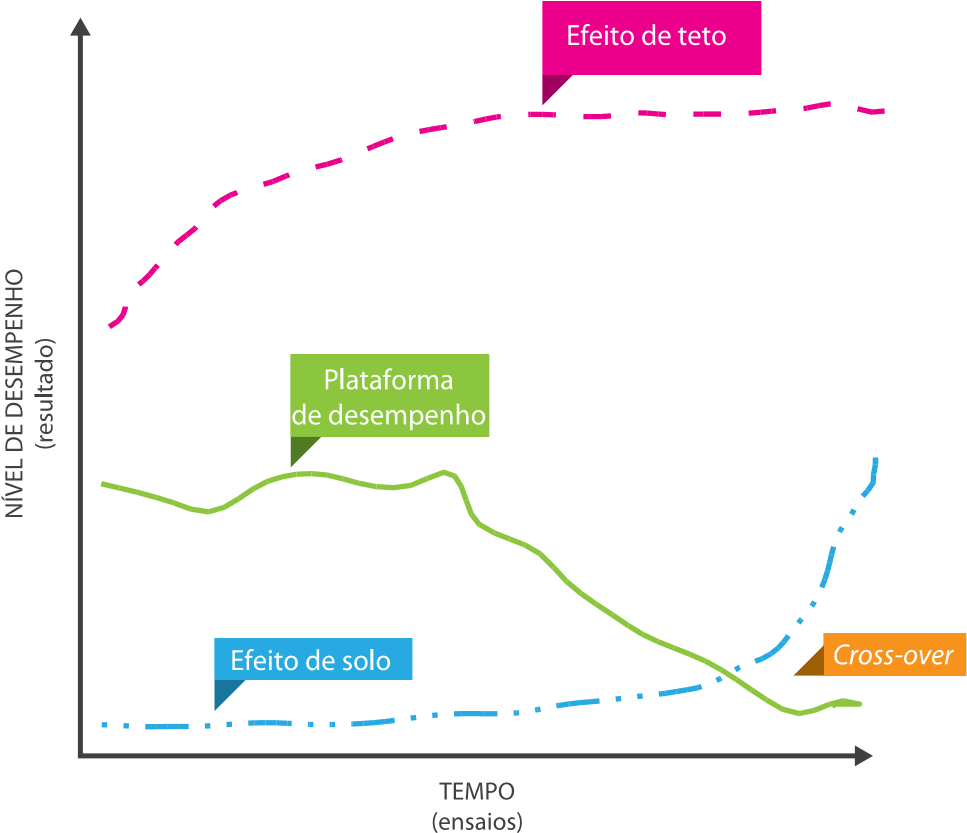 Efeito de teto
NÍVEL DE DESEMPENHO
(resultado)
Plataforma
de desempenho
Efeito de solo
Cross-over
TEMPO
(ensaios)